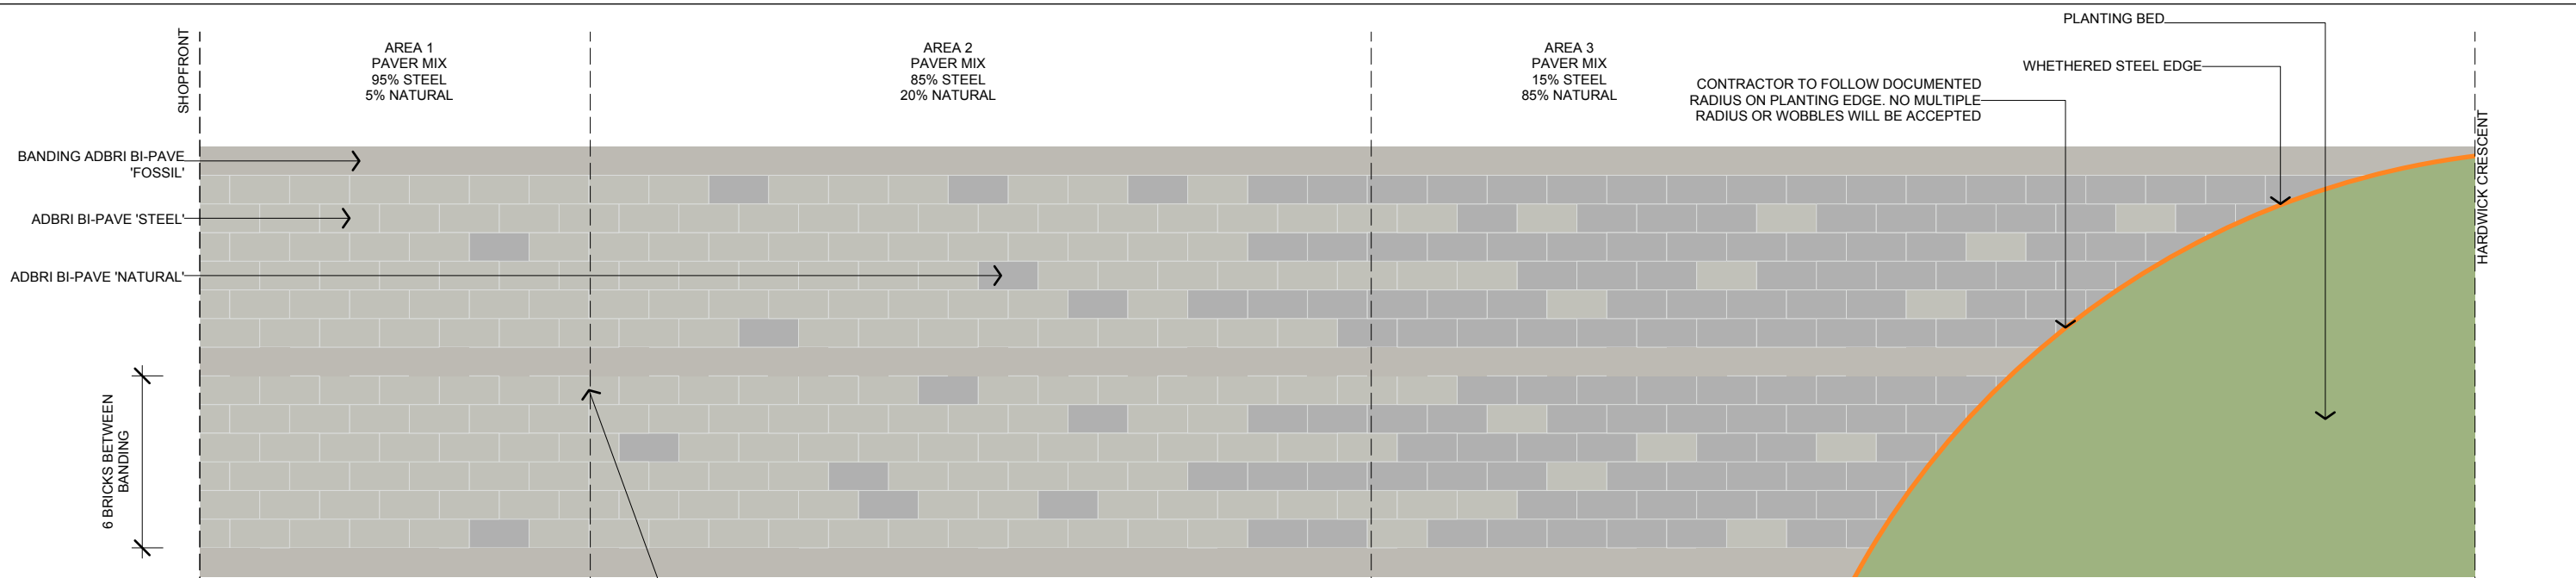 PLANTING BED
SHOPFRONT
AREA 1
PAVER MIX
95% STEEL
5% NATURAL
AREA 2
PAVER MIX
85% STEEL
20% NATURAL
AREA 3
PAVER MIX
15% STEEL
85% NATURAL
WHETHERED STEEL EDGE
CONTRACTOR TO FOLLOW DOCUMENTED
RADIUS ON PLANTING EDGE. NO MULTIPLE
RADIUS OR WOBBLES WILL BE ACCEPTED
HARDWICK CRESCENT
BANDING ADBRI BI-PAVE
'FOSSIL'
ADBRI BI-PAVE 'STEEL'
ADBRI BI-PAVE 'NATURAL'
6 BRICKS BETWEEN
BANDING